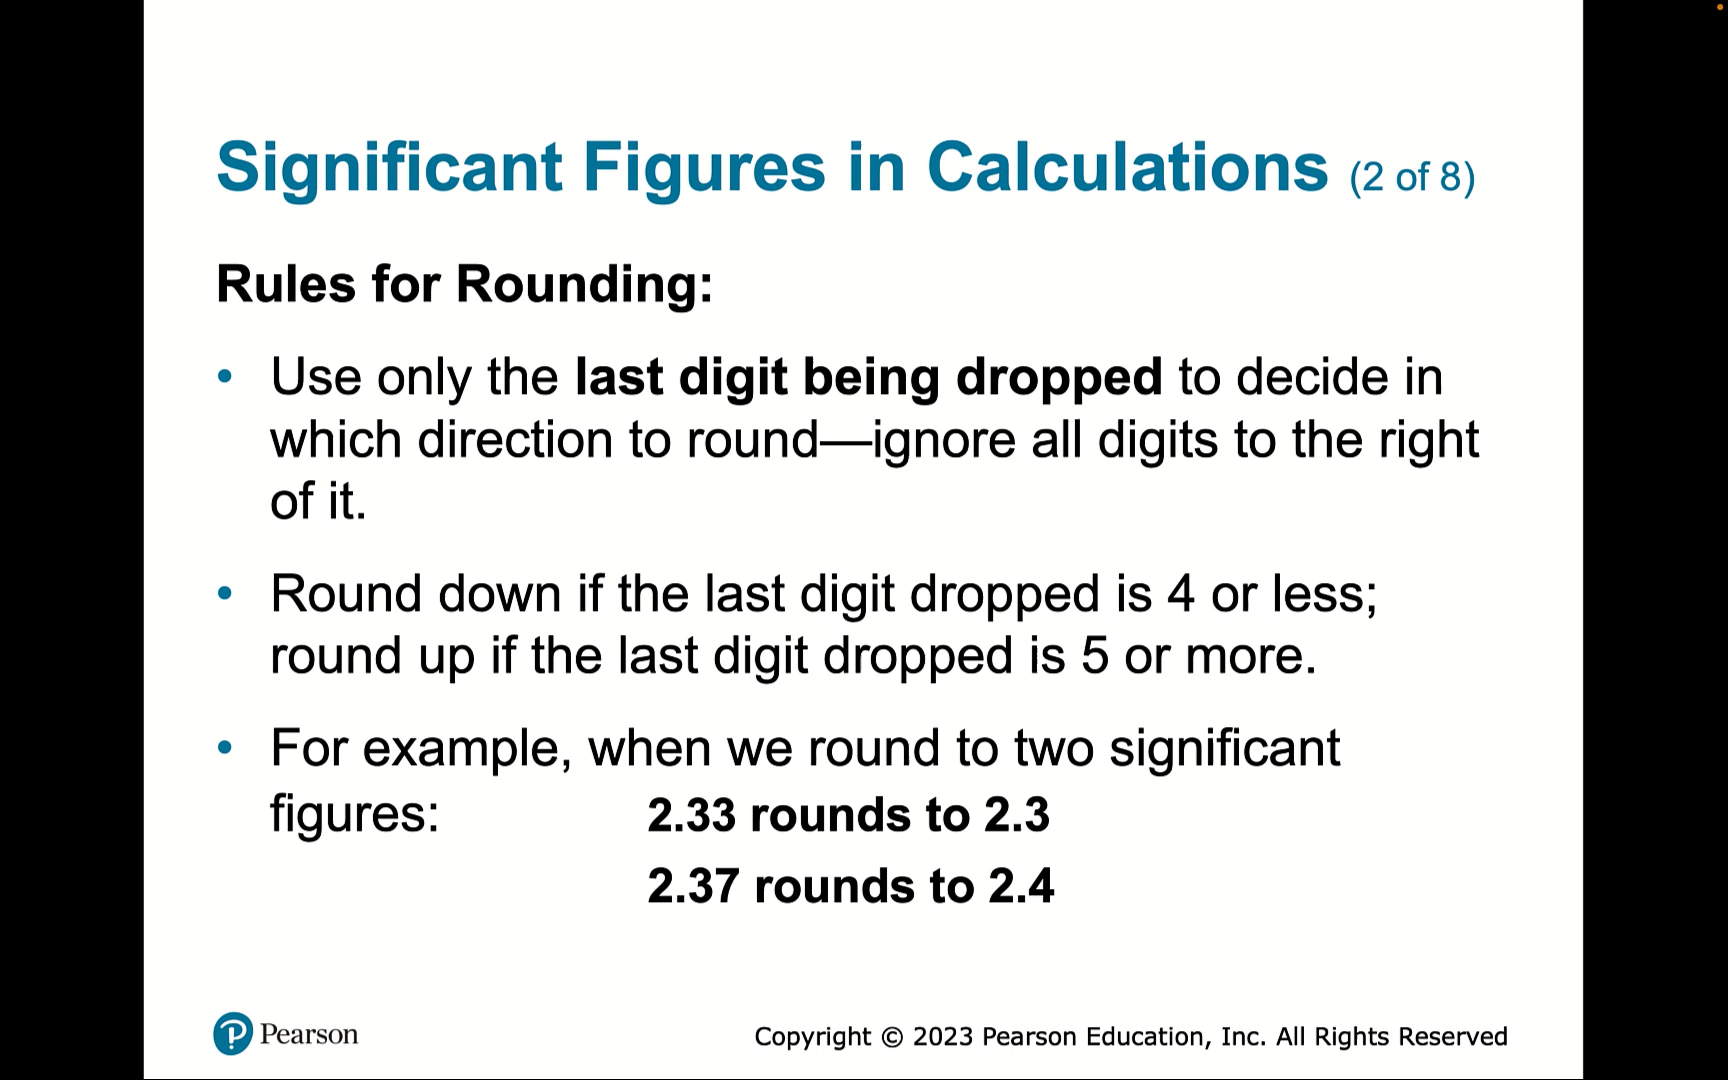 Significant Figures in Calculations (2 of 8)
Rules for Rounding:
• Use only the last digit being dropped to decide in
which direction to round—ignore all digits to the right
of it.
• Round down if the last digit dropped is 4 or less;
round up if the last digit dropped is 5 or more.
• For example, when we round to two significant
figures: 2.33 rounds to 2.3
2.37 rounds to 2.4
Pearson
Copyright © 2023 Pearson Education, Inc. All Rights Reserved